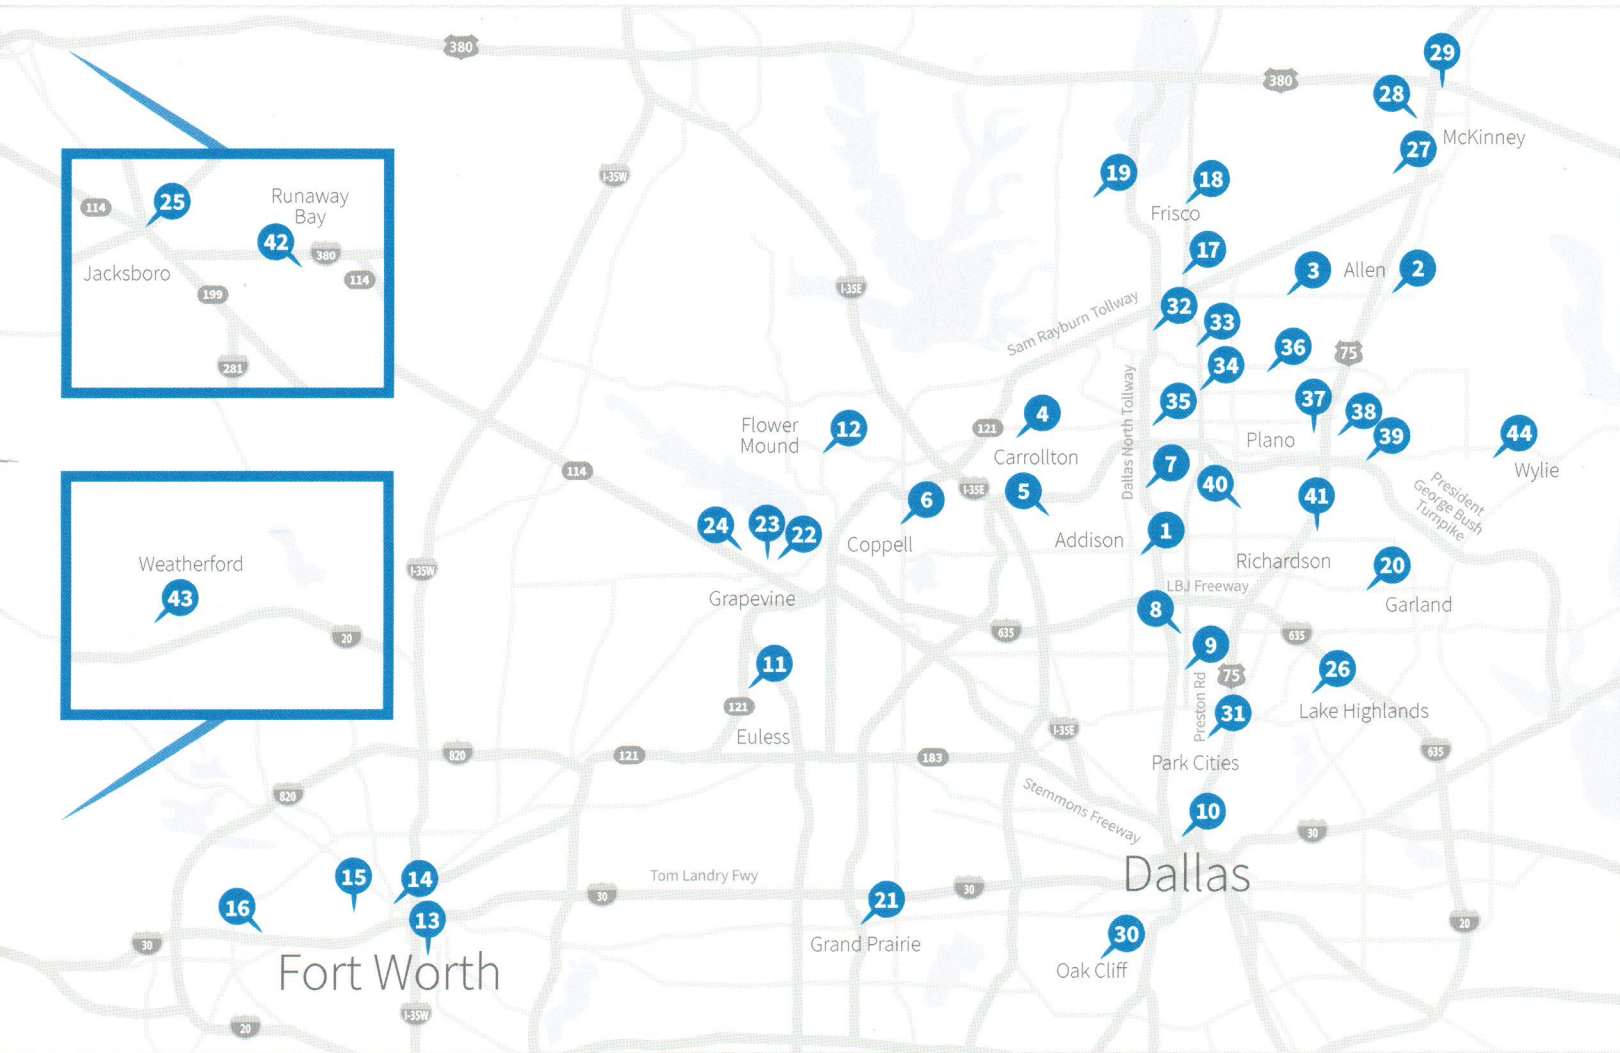 380
29
380
28
McKinney
27
I-35W
19
18
Frisco
25
Runaway
Bay
114
42
380
114
Jacksboro
199
281
17
3
Allen
2
I-35E
32
Sam Rayburn Tollway
33
36
75
34
37
35
38
39
4
121
Carrollton
Flower
Mound
12
Dallas North Tollway
Plano
44
Wylie
114
7
40
I-35E
5
6
41
President
George Bush
Turnpike
24
23
22
Coppell
Addison
1
Richardson
20
Garland
I-35W
Weatherford
43
20
Grapevine
LBJ Freeway
8
635
635
9
75
26
11
121
Preston Rd
31
Lake Highlands
Euless
I-35E
Park Cities
635
820
121
183
820
Stemmons Freeway
10
30
Dallas
15
14
Tom Landry Fwy
30
30
21
16
13
30
Grand Prairie
30
20
Fort Worth
Oak Cliff
I-35W
20